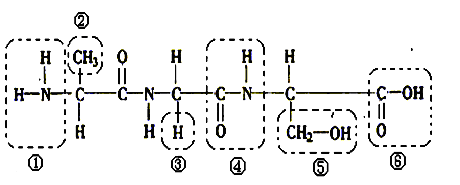 ②
H CH₃ O H H H
H—N—C—C—N—C—C—N—C—C—OH
H H H O CH₂—OH O
① ③ ④ ⑤ ⑥